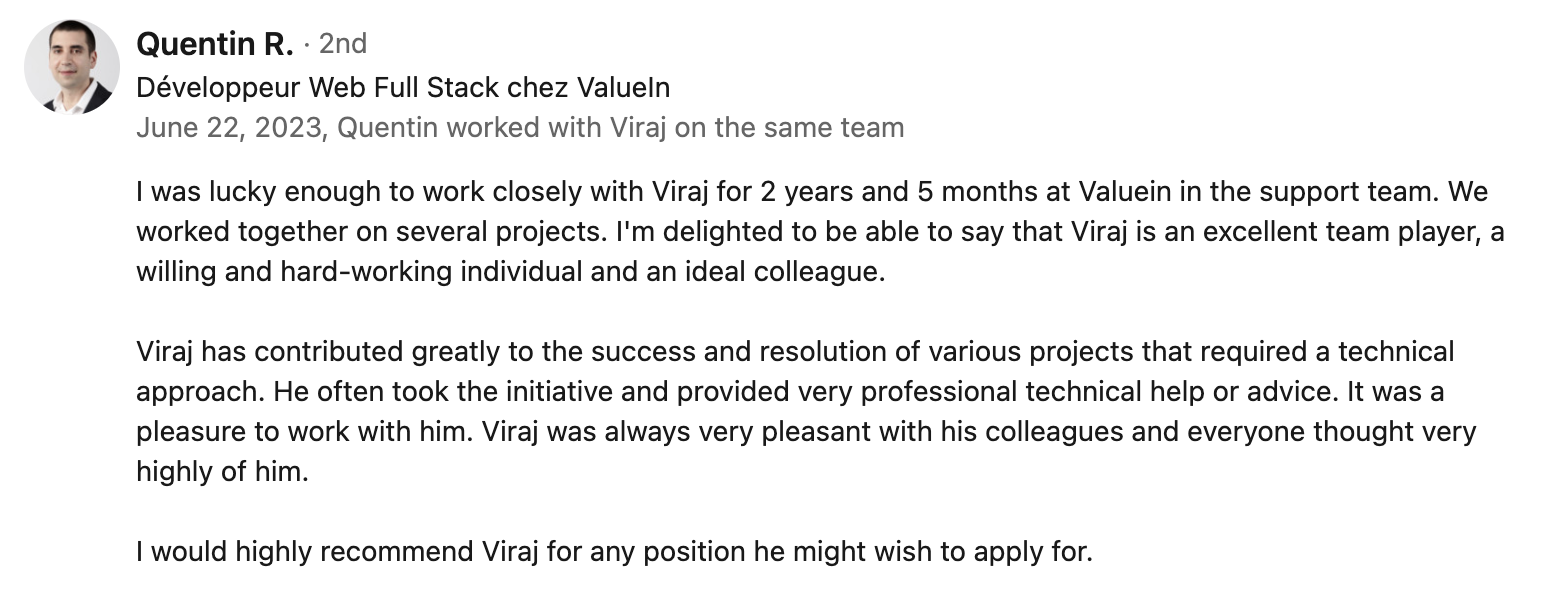 Quentin R. · 2nd
Développeur Web Full Stack chez ValueIn
June 22, 2023, Quentin worked with Viraj on the same team
I was lucky enough to work closely with Viraj for 2 years and 5 months at Valuein in the support team. We
worked together on several projects. I'm delighted to be able to say that Viraj is an excellent team player, a
willing and hard-working individual and an ideal colleague.
Viraj has contributed greatly to the success and resolution of various projects that required a technical
approach. He often took the initiative and provided very professional technical help or advice. It was a
pleasure to work with him. Viraj was always very pleasant with his colleagues and everyone thought very
highly of him.
I would highly recommend Viraj for any position he might wish to apply for.